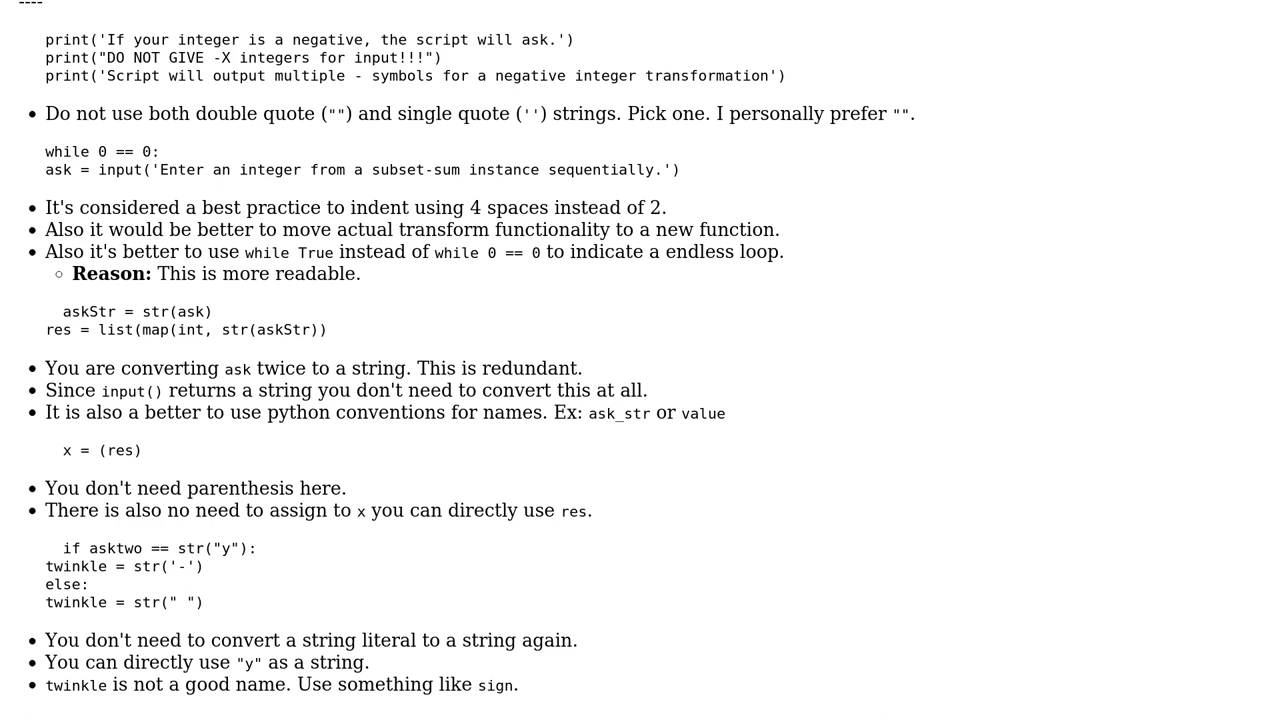 ----
print('If your integer is a negative, the script will ask.')
print("DO NOT GIVE -X integers for input!!!")
print('Script will output multiple - symbols for a negative integer transformation')
• Do not use both double quote ("") and single quote ('') strings. Pick one. I personally prefer "".
while 0 == 0:
ask = input('Enter an integer from a subset-sum instance sequentially.')
• It's considered a best practice to indent using 4 spaces instead of 2.
• Also it would be better to move actual transform functionality to a new function.
• Also it's better to use while True instead of while 0 == 0 to indicate a endless loop.
◦ Reason: This is more readable.
askStr = str(ask)
res = list(map(int, str(askStr))
• You are converting ask twice to a string. This is redundant.
• Since input() returns a string you don't need to convert this at all.
• It is also a better to use python conventions for names. Ex: ask_str or value
x = (res)
• You don't need parenthesis here.
• There is also no need to assign to x you can directly use res.
if asktwo == str("y"):
twinkle = str('-')
else:
twinkle = str(" ")
• You don't need to convert a string literal to a string again.
• You can directly use "y" as a string.
• twinkle is not a good name. Use something like sign.